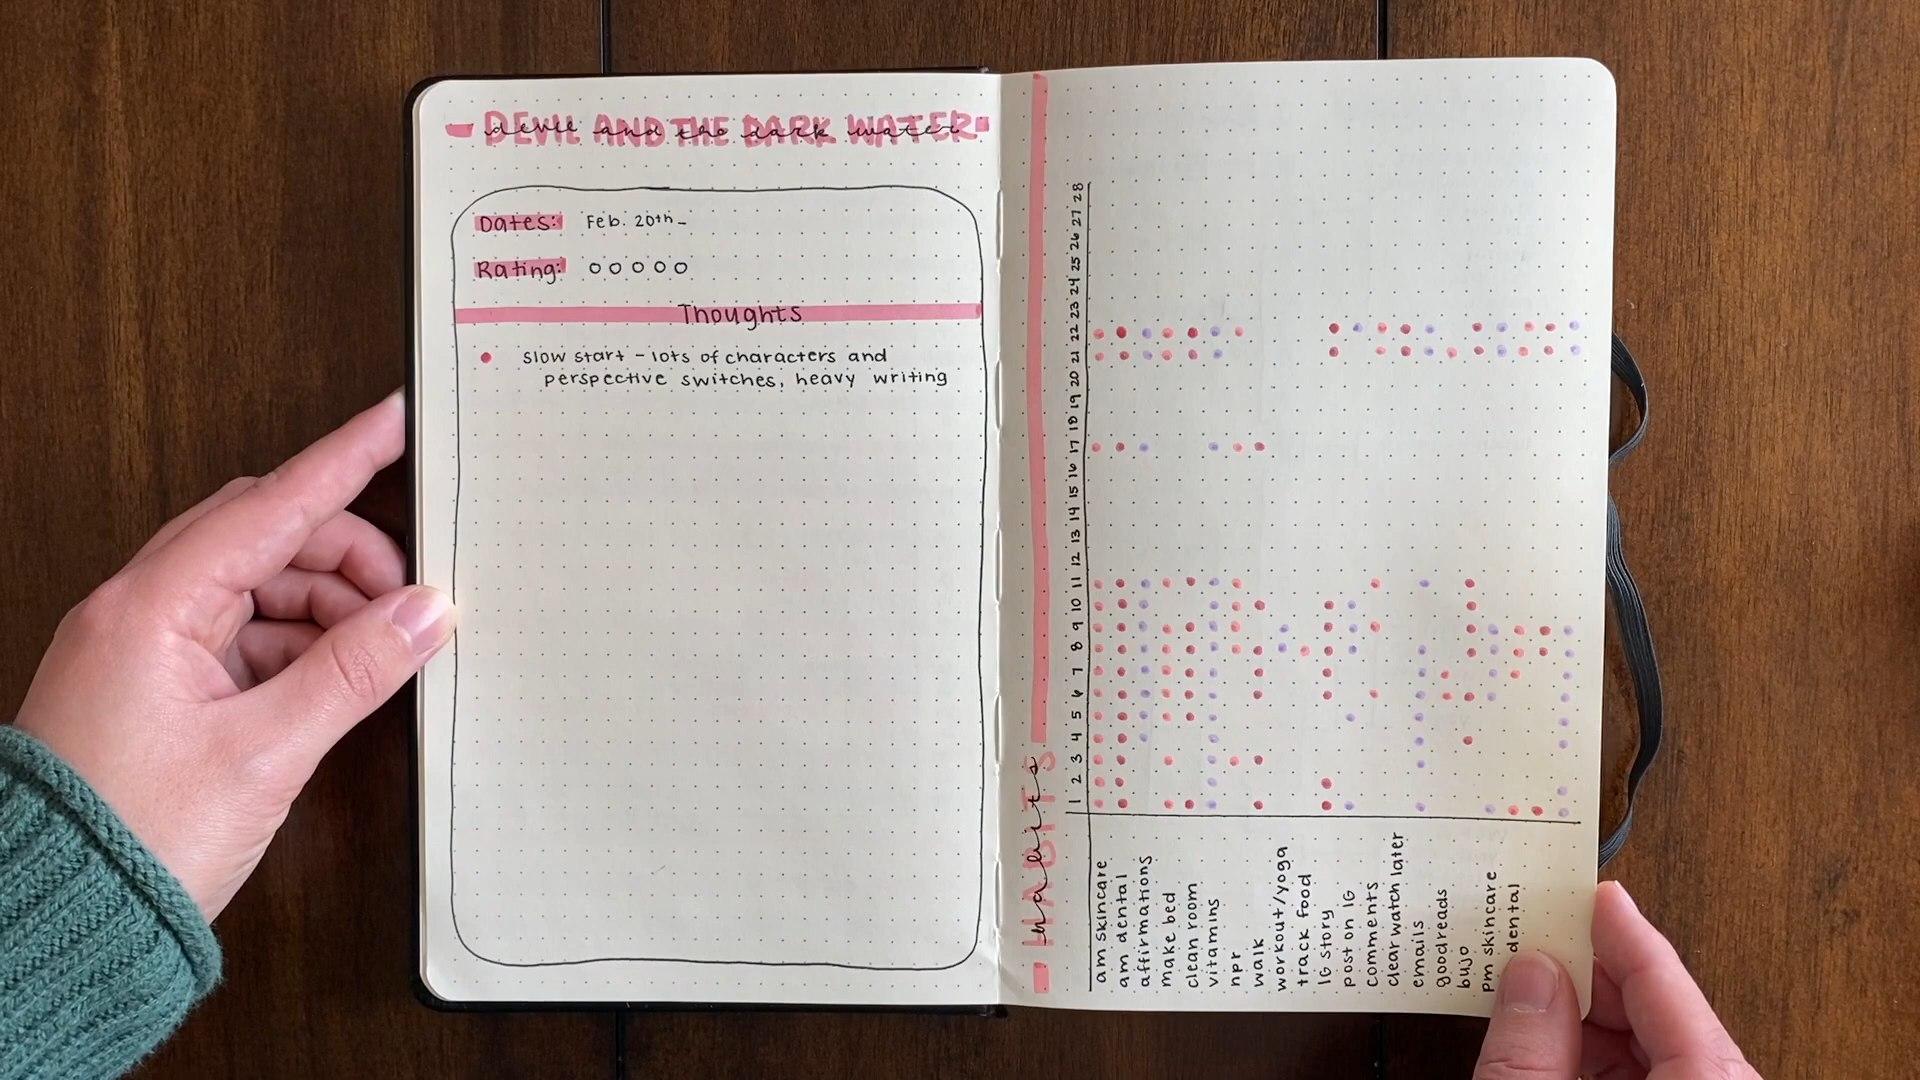 DEVIL AND THE DARK WATER
devil and the dark water
Dates: Feb. 20th -
Rating: O O O O O
Thoughts
slow start - lots of characters and
perspective switches, heavy writing
HABITS
habits
1 2 3 4 5 6 7 8 9 10 11 12 13 14 15 16 17 18 19 20 21 22 23 24 25 26 27 28
am skincare
am dental
affirmations
make bed
clean room
vitamins
npr
walk
workout/yoga
track food
IG story
post on IG
comments
clear watch later
emails
goodreads
bujo
pm skincare
dental